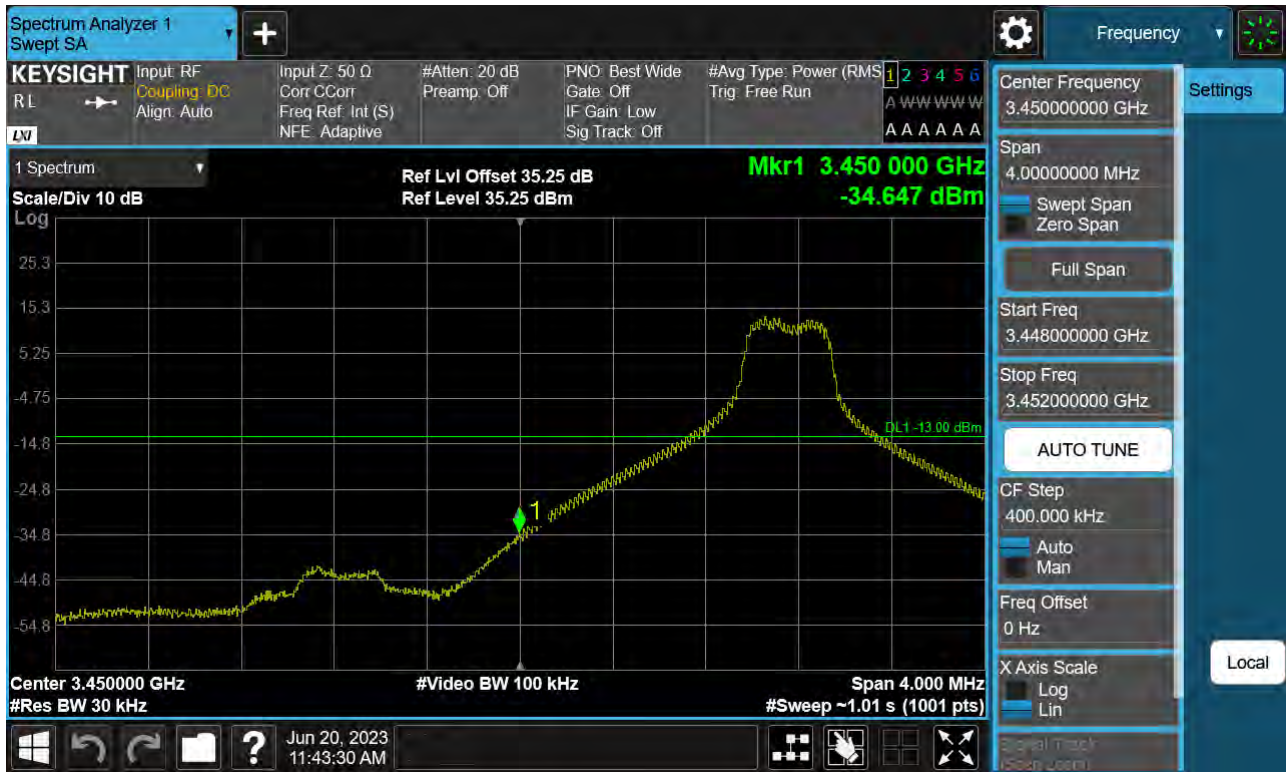 Spectrum Analyzer 1
Swept SA
Frequency
KEYSIGHT
RL
LXI
Input: RF
Coupling: DC
Align: Auto
Input Z: 50 Ω
Corr CCorr
Freq Ref: Int (S)
NFE: Adaptive
#Atten: 20 dB
Preamp: Off
PNO: Best Wide
Gate: Off
IF Gain: Low
Sig Track: Off
#Avg Type: Power (RMS
Trig: Free Run
1 2 3 4 5 6
A W W W W W
A A A A A A
1 Spectrum
Scale/Div 10 dB
Ref Lvl Offset 35.25 dB
Ref Level 35.25 dBm
Mkr1 3.450 000 GHz
-34.647 dBm
Log
25.3
15.3
5.25
-4.75
-14.8
-24.8
-34.8
-44.8
-54.8
DL1 -13.00 dBm
1
Center 3.450000 GHz
#Res BW 30 kHz
#Video BW 100 kHz
Span 4.000 MHz
#Sweep ~1.01 s (1001 pts)
Center Frequency
3.450000000 GHz
Span
4.00000000 MHz
Swept Span
Zero Span
Full Span
Start Freq
3.448000000 GHz
Stop Freq
3.452000000 GHz
AUTO TUNE
CF Step
400.000 kHz
Auto
Man
Freq Offset
0 Hz
X Axis Scale
Log
Lin
Signal Track
(Span Zoom)
Settings
Local
?
Jun 20, 2023
11:43:30 AM